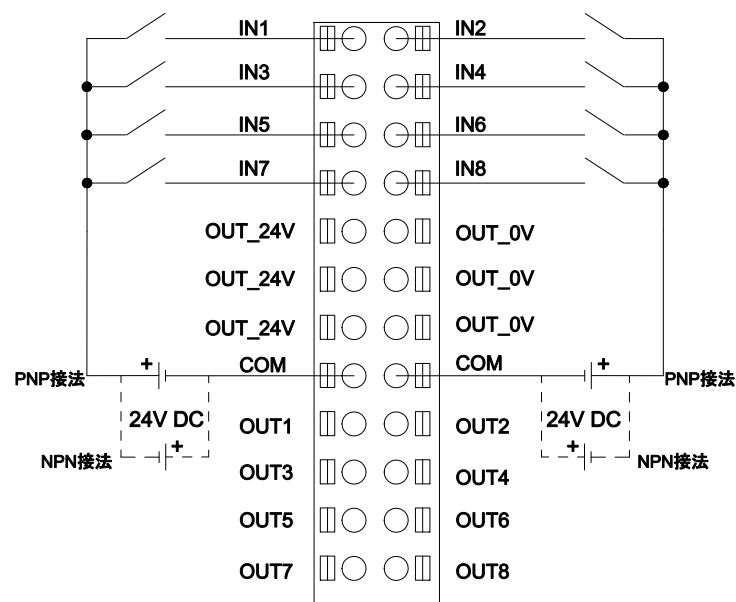 IN1 IN2
IN3 IN4
IN5 IN6
IN7 IN8
OUT_24V OUT_0V
OUT_24V OUT_0V
OUT_24V OUT_0V
+ COM COM +
PNP接法 PNP接法
24V DC OUT1 OUT2 24V DC
+ +
NPN接法 OUT3 OUT4 NPN接法
OUT5 OUT6
OUT7 OUT8